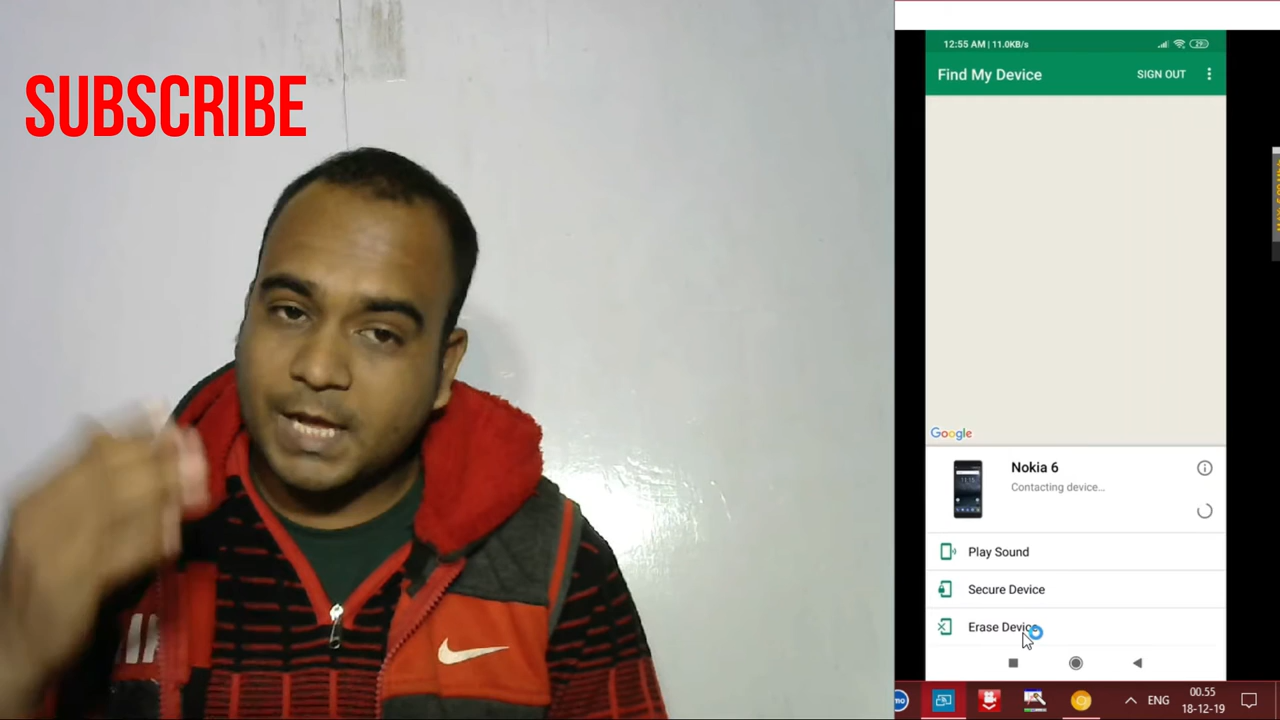 SUBSCRIBE
12:55 AM | 11.0KB/s
29
Find My Device
SIGN OUT
Google
Nokia 6
Contacting device...
Play Sound
Secure Device
Erase Device
ENG
00.55
18-12-19